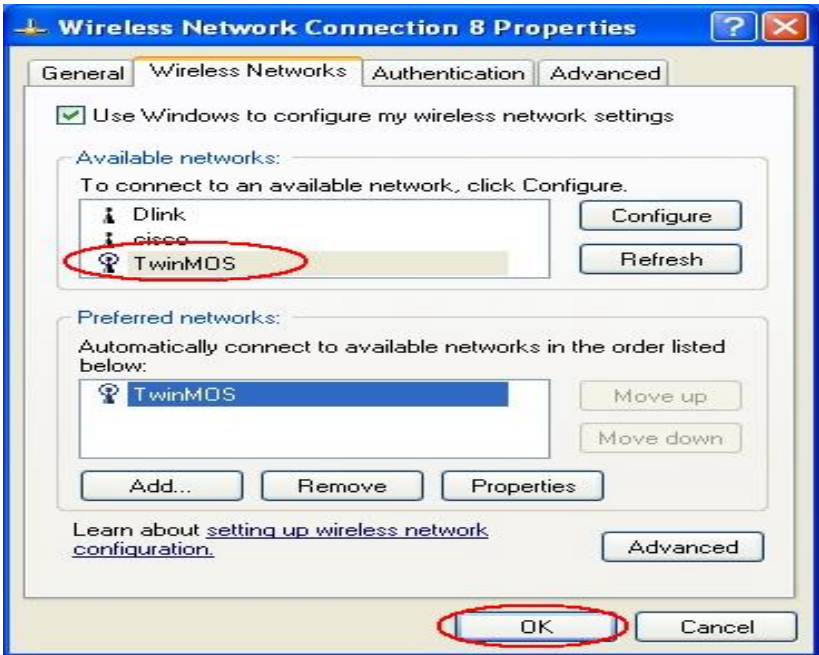 Wireless Network Connection 8 Properties
General Wireless Networks Authentication Advanced
Use Windows to configure my wireless network settings
Available networks:
To connect to an available network, click Configure.
Dlink
cisco
TwinMOS
Configure
Refresh
Preferred networks:
Automatically connect to available networks in the order listed
below:
TwinMOS
Move up
Move down
Add... Remove Properties
Learn about setting up wireless network
configuration.
Advanced
OK Cancel